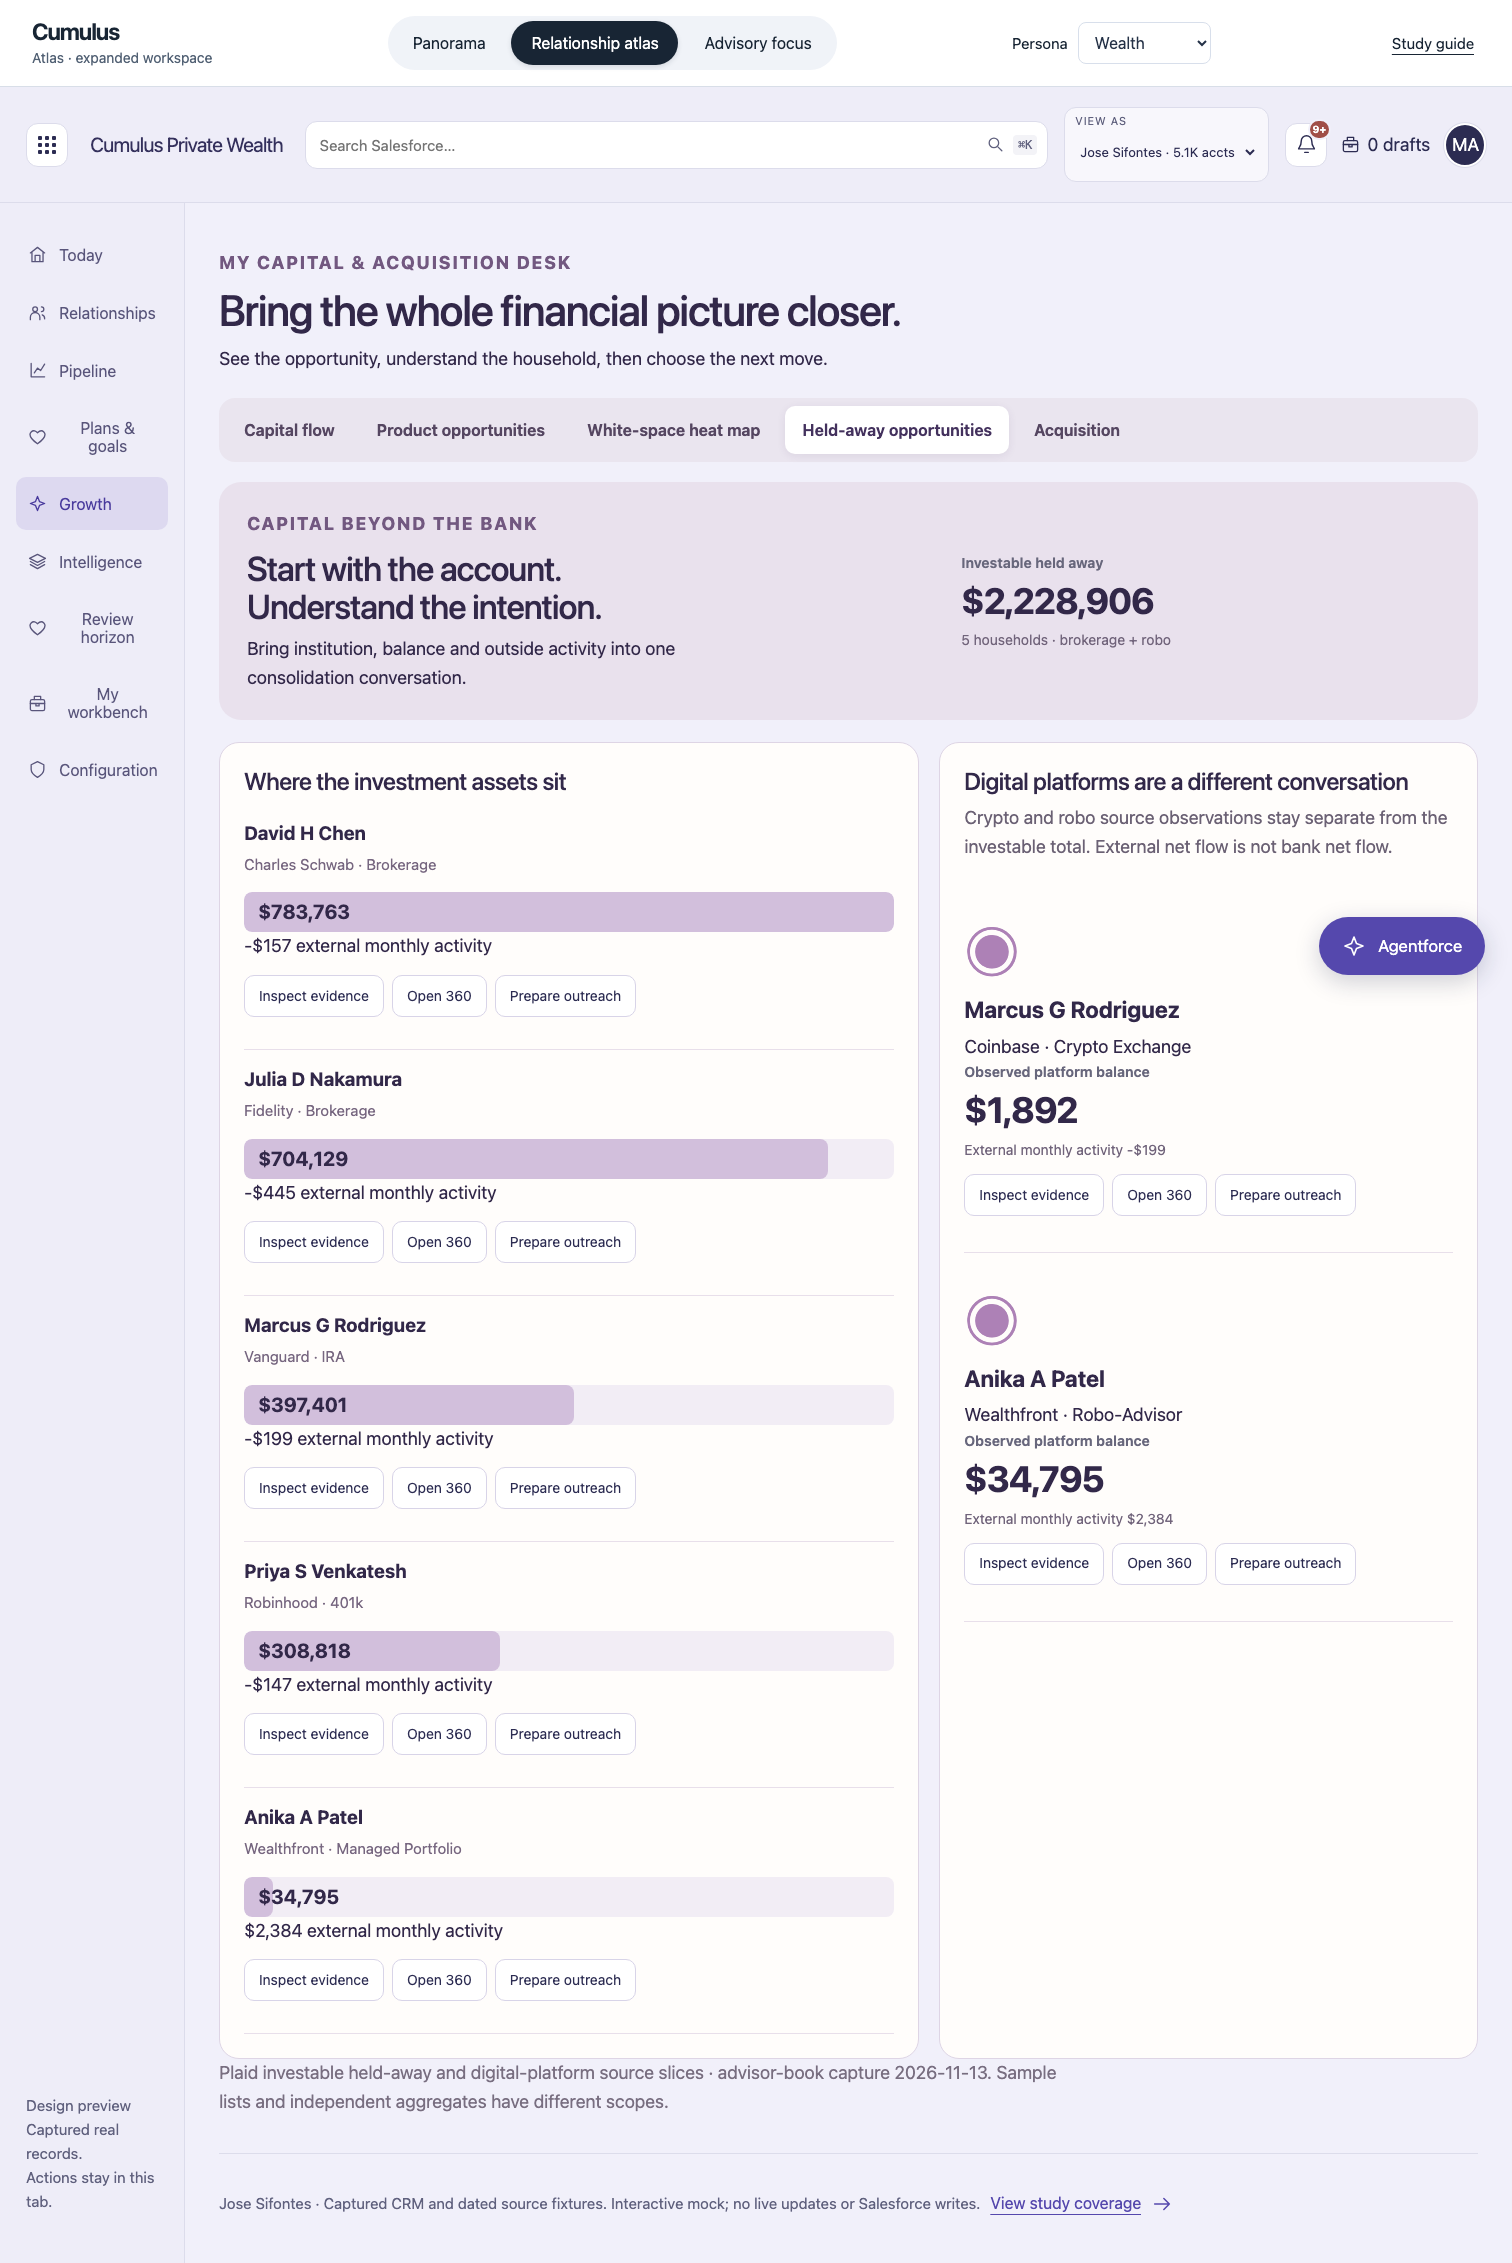 Cumulus
Atlas · expanded workspace
Panorama
Relationship atlas
Advisory focus
Persona
Wealth
Study guide
Cumulus Private Wealth
Search Salesforce...
⌘K
VIEW AS
Jose Sifontes · 5.1K accts
9+
0 drafts
MA
Today
Relationships
Pipeline
Plans &
goals
Growth
Intelligence
Review
horizon
My
workbench
Configuration
MY CAPITAL & ACQUISITION DESK
Bring the whole financial picture closer.
See the opportunity, understand the household, then choose the next move.
Capital flow
Product opportunities
White-space heat map
Held-away opportunities
Acquisition
CAPITAL BEYOND THE BANK
Start with the account.
Understand the intention.
Bring institution, balance and outside activity into one
consolidation conversation.
Investable held away
$2,228,906
5 households · brokerage + robo
Where the investment assets sit
David H Chen
Charles Schwab · Brokerage
$783,763
-$157 external monthly activity
Inspect evidence
Open 360
Prepare outreach
Julia D Nakamura
Fidelity · Brokerage
$704,129
-$445 external monthly activity
Inspect evidence
Open 360
Prepare outreach
Marcus G Rodriguez
Vanguard · IRA
$397,401
-$199 external monthly activity
Inspect evidence
Open 360
Prepare outreach
Priya S Venkatesh
Robinhood · 401k
$308,818
-$147 external monthly activity
Inspect evidence
Open 360
Prepare outreach
Anika A Patel
Wealthfront · Managed Portfolio
$34,795
$2,384 external monthly activity
Inspect evidence
Open 360
Prepare outreach
Digital platforms are a different conversation
Crypto and robo source observations stay separate from the
investable total. External net flow is not bank net flow.
Agentforce
Marcus G Rodriguez
Coinbase · Crypto Exchange
Observed platform balance
$1,892
External monthly activity -$199
Inspect evidence
Open 360
Prepare outreach
Anika A Patel
Wealthfront · Robo-Advisor
Observed platform balance
$34,795
External monthly activity $2,384
Inspect evidence
Open 360
Prepare outreach
Plaid investable held-away and digital-platform source slices · advisor-book capture 2026-11-13. Sample
lists and independent aggregates have different scopes.
Design preview
Captured real
records.
Actions stay in this
tab.
Jose Sifontes · Captured CRM and dated source fixtures. Interactive mock; no live updates or Salesforce writes.
View study coverage →